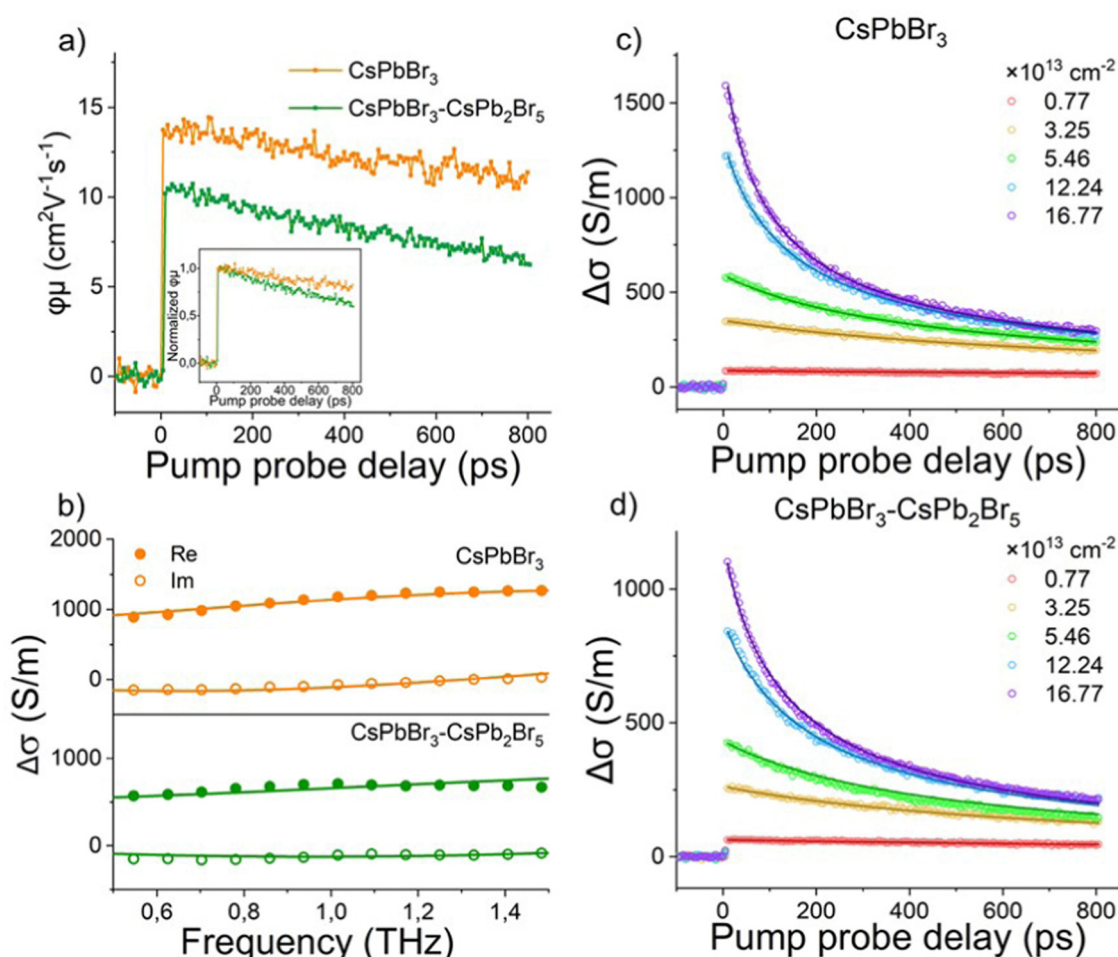 a)
CsPbBr₃
CsPbBr₃-CsPb₂Br₅
15
10
5
0
φμ (cm²V⁻¹s⁻¹)
1,0
0,5
0,0
Normalized φμ
0 200 400 600 800
Pump probe delay (ps)
0 200 400 600 800
Pump probe delay (ps)
b)
Re
Im
CsPbBr₃
2000
1000
0
CsPbBr₃-CsPb₂Br₅
1000
0
Δσ (S/m)
0,6 0,8 1,0 1,2 1,4
Frequency (THz)
c)
CsPbBr₃
×10¹³ cm⁻²
0.77
3.25
5.46
12.24
16.77
1500
1000
500
0
Δσ (S/m)
0 200 400 600 800
Pump probe delay (ps)
d)
CsPbBr₃-CsPb₂Br₅
×10¹³ cm⁻²
0.77
3.25
5.46
12.24
16.77
1000
500
0
Δσ (S/m)
0 200 400 600 800
Pump probe delay (ps)